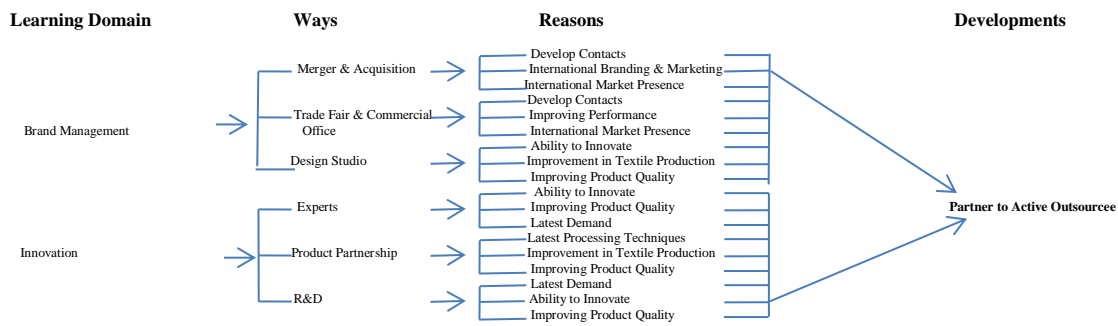 Learning Domain Ways Reasons Developments
Develop Contacts
Merger & Acquisition International Branding & Marketing
International Market Presence
Develop Contacts
Trade Fair & Commercial Improving Performance
Brand Management Office International Market Presence
Ability to Innovate
Design Studio Improvement in Textile Production
Improving Product Quality
Ability to Innovate
Experts Improving Product Quality Partner to Active Outsourcee
Latest Demand
Latest Processing Techniques
Innovation Product Partnership Improvement in Textile Production
Improving Product Quality
Latest Demand
R&D Ability to Innovate
Improving Product Quality